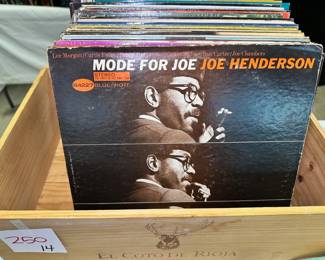 Lee Morgan/Curtis Fuller/Bobby Hutcherson/Cedar Walton/Ron Carter/Joe Chambers
MODE FOR JOE JOE HENDERSON
STEREO
84227 BLUE NOTE
250
14
EL COTO DE RIOJA